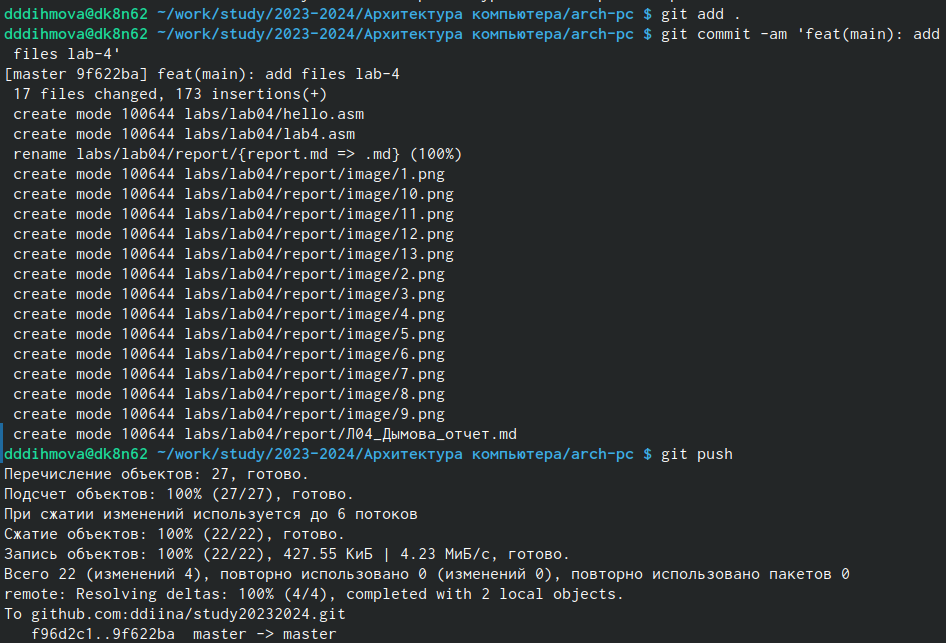 dddihmova@dk8n62 ~/work/study/2023-2024/Архитектура компьютера/arch-pc $ git add .
dddihmova@dk8n62 ~/work/study/2023-2024/Архитектура компьютера/arch-pc $ git commit -am 'feat(main): add
 files lab-4'
[master 9f622ba] feat(main): add files lab-4
 17 files changed, 173 insertions(+)
 create mode 100644 labs/lab04/hello.asm
 create mode 100644 labs/lab04/lab4.asm
 rename labs/lab04/report/{report.md => .md} (100%)
 create mode 100644 labs/lab04/report/image/1.png
 create mode 100644 labs/lab04/report/image/10.png
 create mode 100644 labs/lab04/report/image/11.png
 create mode 100644 labs/lab04/report/image/12.png
 create mode 100644 labs/lab04/report/image/13.png
 create mode 100644 labs/lab04/report/image/2.png
 create mode 100644 labs/lab04/report/image/3.png
 create mode 100644 labs/lab04/report/image/4.png
 create mode 100644 labs/lab04/report/image/5.png
 create mode 100644 labs/lab04/report/image/6.png
 create mode 100644 labs/lab04/report/image/7.png
 create mode 100644 labs/lab04/report/image/8.png
 create mode 100644 labs/lab04/report/image/9.png
 create mode 100644 labs/lab04/report/Л04_Дымова_отчет.md
dddihmova@dk8n62 ~/work/study/2023-2024/Архитектура компьютера/arch-pc $ git push
Перечисление объектов: 27, готово.
Подсчет объектов: 100% (27/27), готово.
При сжатии изменений используется до 6 потоков
Сжатие объектов: 100% (22/22), готово.
Запись объектов: 100% (22/22), 427.55 КиБ | 4.23 МиБ/с, готово.
Всего 22 (изменений 4), повторно использовано 0 (изменений 0), повторно использовано пакетов 0
remote: Resolving deltas: 100% (4/4), completed with 2 local objects.
To github.com:ddiina/study20232024.git
   f96d2c1..9f622ba  master -> master